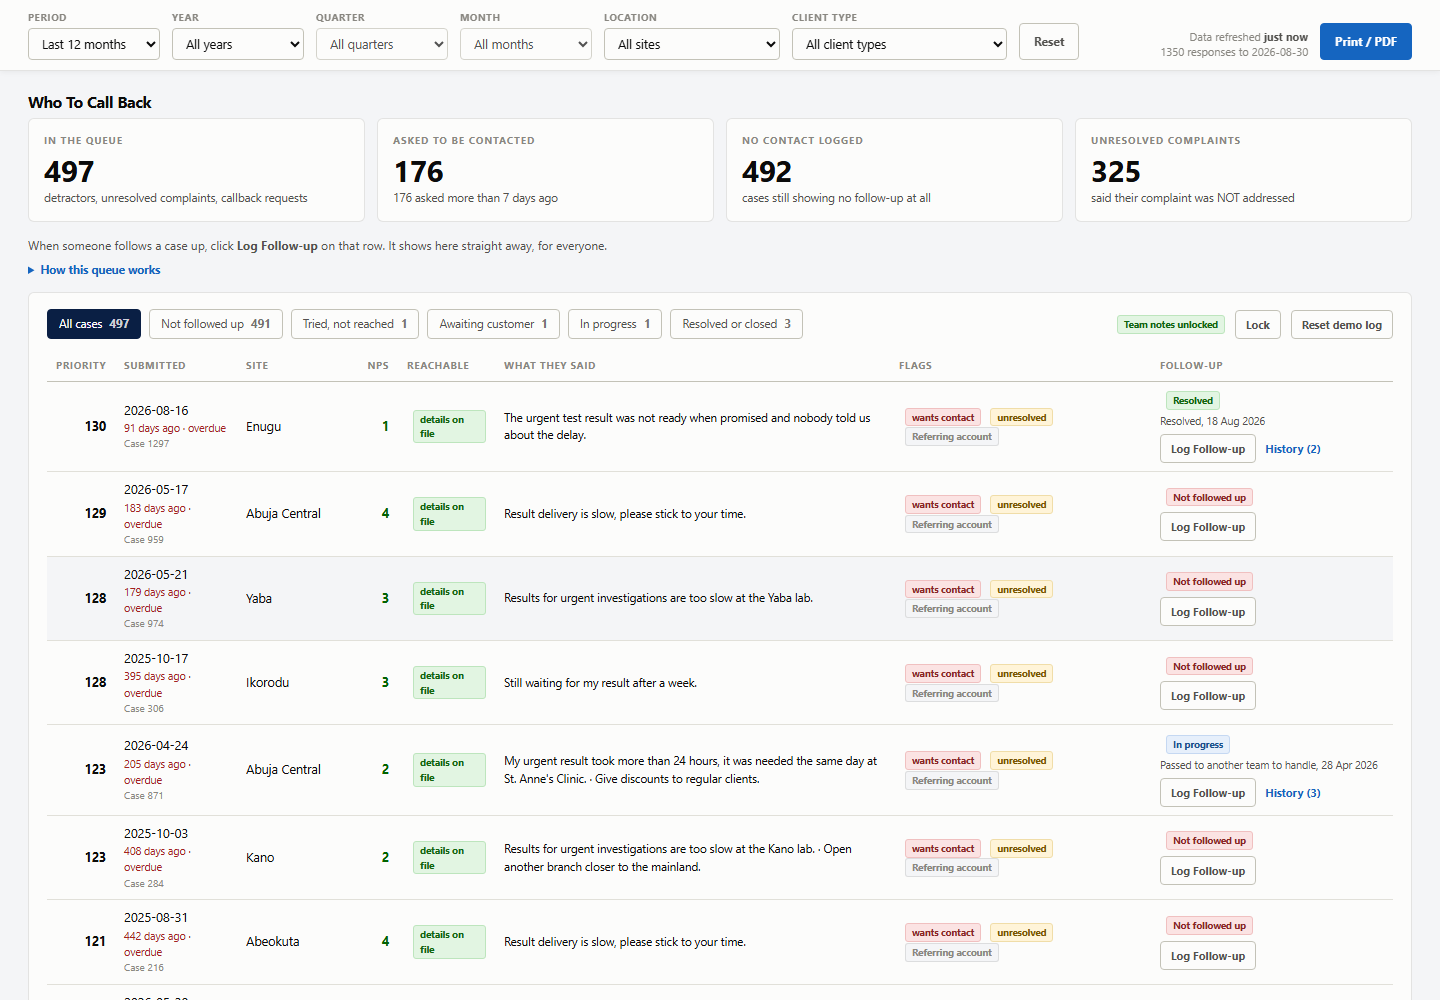 PERIOD YEAR QUARTER MONTH LOCATION CLIENT TYPE
Last 12 months All years All quarters All months All sites All client types Reset
Data refreshed just now
1350 responses to 2026-08-30
Print / PDF
Who To Call Back
IN THE QUEUE
497
detractors, unresolved complaints, callback requests
ASKED TO BE CONTACTED
176
176 asked more than 7 days ago
NO CONTACT LOGGED
492
cases still showing no follow-up at all
UNRESOLVED COMPLAINTS
325
said their complaint was NOT addressed
When someone follows a case up, click Log Follow-up on that row. It shows here straight away, for everyone.
How this queue works
All cases 497 Not followed up 491 Tried, not reached 1 Awaiting customer 1 In progress 1 Resolved or closed 3 Team notes unlocked Lock Reset demo log
PRIORITY SUBMITTED SITE NPS REACHABLE WHAT THEY SAID FLAGS FOLLOW-UP
130
2026-08-16
91 days ago · overdue
Case 1297
Enugu
1
details on
file
The urgent test result was not ready when promised and nobody told us
about the delay.
wants contact unresolved
Referring account
Resolved
Resolved, 18 Aug 2026
Log Follow-up History (2)
129
2026-05-17
183 days ago ·
overdue
Case 959
Abuja Central
4
details on
file
Result delivery is slow, please stick to your time.
wants contact unresolved
Referring account
Not followed up
Log Follow-up
128
2026-05-21
179 days ago ·
overdue
Case 974
Yaba
3
details on
file
Results for urgent investigations are too slow at the Yaba lab.
wants contact unresolved
Referring account
Not followed up
Log Follow-up
128
2025-10-17
395 days ago ·
overdue
Case 306
Ikorodu
3
details on
file
Still waiting for my result after a week.
wants contact unresolved
Referring account
Not followed up
Log Follow-up
123
2026-04-24
205 days ago ·
overdue
Case 871
Abuja Central
2
details on
file
My urgent result took more than 24 hours, it was needed the same day at
St. Anne's Clinic. · Give discounts to regular clients.
wants contact unresolved
Referring account
In progress
Passed to another team to handle, 28 Apr 2026
Log Follow-up History (3)
123
2025-10-03
408 days ago ·
overdue
Case 284
Kano
2
details on
file
Results for urgent investigations are too slow at the Kano lab. · Open
another branch closer to the mainland.
wants contact unresolved
Referring account
Not followed up
Log Follow-up
121
2025-08-31
442 days ago ·
overdue
Case 216
Abeokuta
4
details on
file
Result delivery is slow, please stick to your time.
wants contact unresolved
Referring account
Not followed up
Log Follow-up